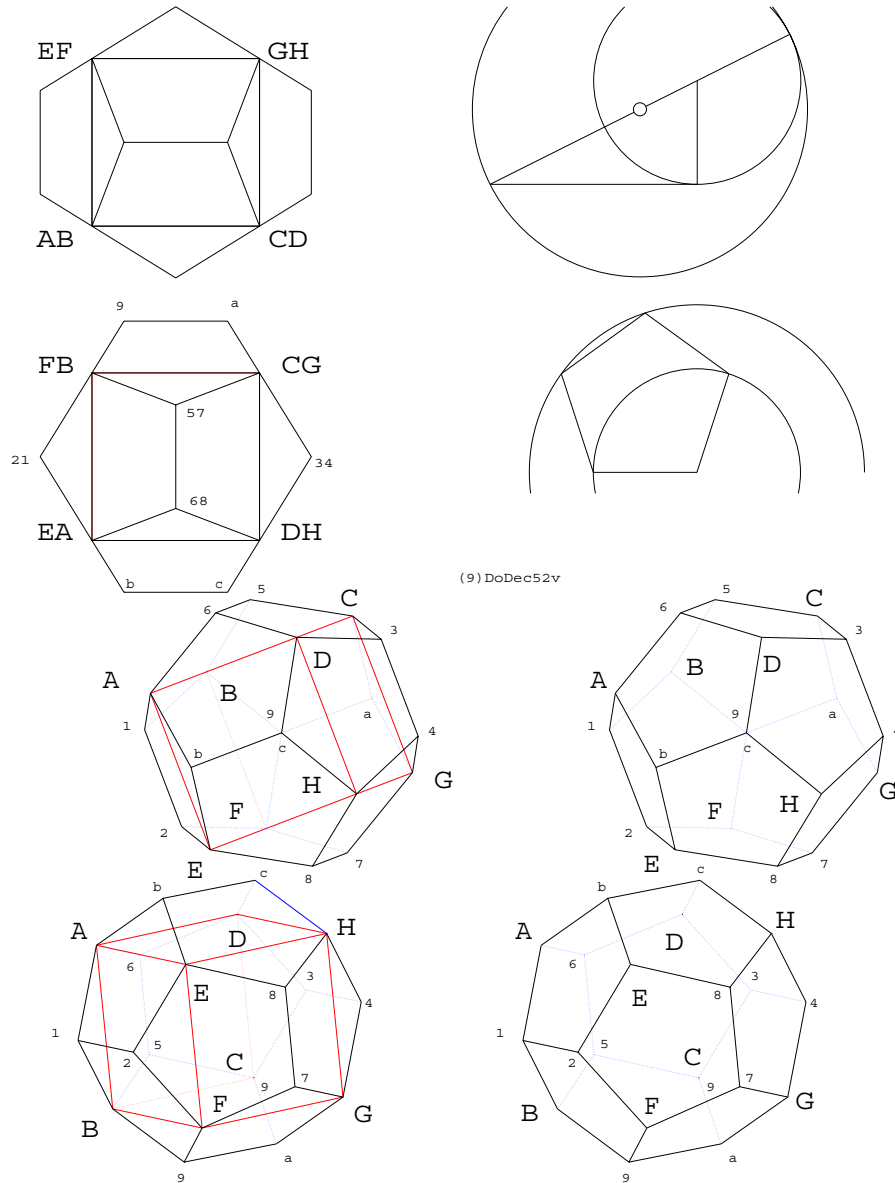 EF GH
AB CD
9 a
FB CG
57
21 34
68
EA DH
b c
(9)DoDec52v
5 C
6
3
D
A B
1 9 a
4
b c
H G
F
2
E 8 7
5 C
6
3
D
B
A
1 9 a
b c
G
F H
2
E 8 7
c
b
A H
D
6 3
E 8 4
1 5
2 C
9 7
F G
B
a
9
c
b
H
A
D
6 3
E 8 4
1 5
2 C
9 7
G
B F
a
9